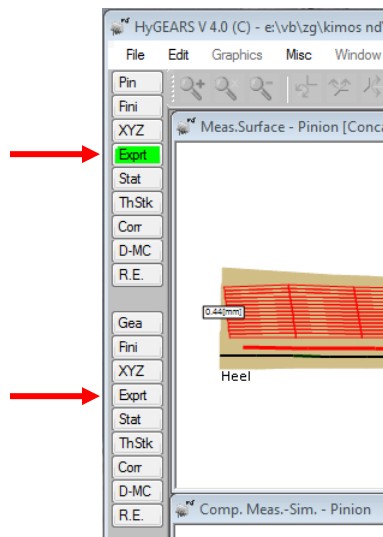 HyGEARS V 4.0 (C) - e:\vb\zg\kimos nd\
File Edit Graphics Misc Window
Pin
Fini
XYZ
Exprt
Stat
ThStk
Corr
D-MC
R.E.
Meas.Surface - Pinion [Conca
0.44[mm]
Heel
Gea
Fini
XYZ
Exprt
Stat
ThStk
Corr
D-MC
R.E.
Comp. Meas.-Sim. - Pinion